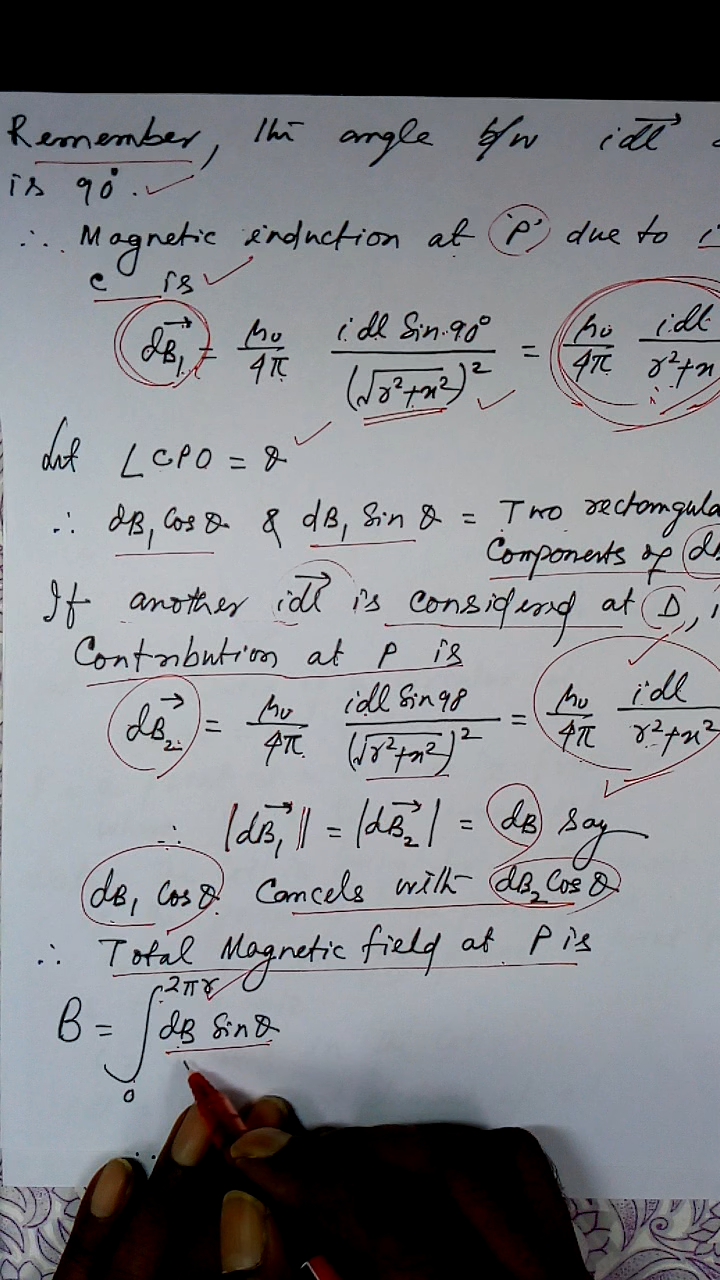 Remember, the angle b/w idl⃗
is 90°.
∴ Magnetic induction at 'P' due to
c is
dB₁⃗ = μ₀/4π idl Sin 90°/(√r²+x²)² = μ₀/4π idl/r²+x
Let ∠CPO = θ
∴ dB₁ Cos θ & dB₁ Sin θ = Two rectangula
Components of dB
If another idl⃗ is considered at D,
Contribution at P is
dB₂⃗ = μ₀/4π idl Sin 90/(√r²+x²)² = μ₀/4π idl/r²+x²
∴ |dB₁⃗| = |dB₂⃗| = dB say
dB₁ Cos θ Cancels with dB₂ Cos θ
∴ Total Magnetic field at P is
B = ∫₀^2πr dB Sin θ